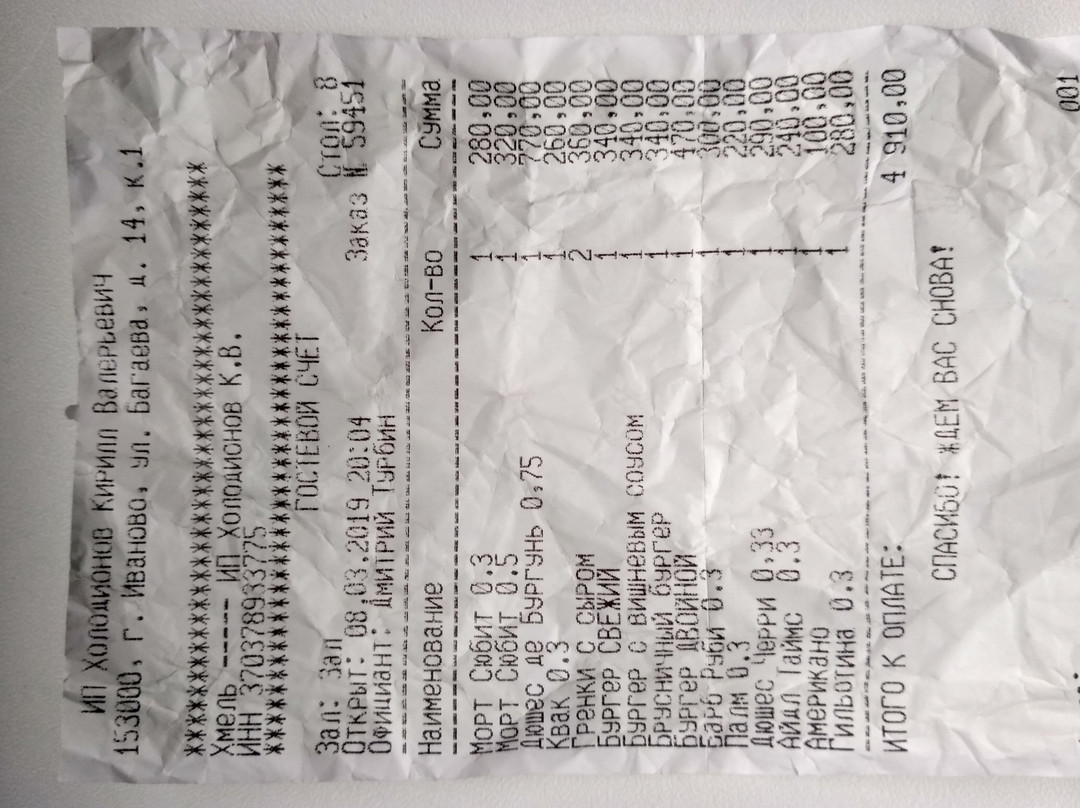 ИП Холодионов Кирилл Валерьевич
153000, г. Иваново, ул. Багаева, д. 14, к.1
****************************************
Хмель ---- ИП Холодионов К.В.
ИНН 370378933775
****************************************
ГОСТЕВОЙ СЧЕТ
Зал: Зал Стол: 8
Открыт: 08.03.2019 20:04 Заказ № 59451
Официант: Дмитрий Турбин
Наименование Кол-во Сумма
Морт Сюбит 0.3 1 280,00
Морт Сюбит 0.5 1 320,00
Дюшес де Бургунь 0,75 1 770,00
Квак 0.3 1 260,00
Гренки с сыром 2 360,00
Бургер СВЕЖИЙ 1 340,00
Бургер с вишневым соусом 1 340,00
Брусничный бургер 1 340,00
Бургер ДВОЙНОЙ 1 470,00
Барб Руби 0.3 1 300,00
Палм 0.3 1 220,00
Дюшес Черри 0,33 1 290,00
Айдл Таймс 0.3 1 240,00
Американо 1 100,00
Гильотина 0.3 1 280,00
ИТОГО К ОПЛАТЕ: 4 910,00
СПАСИБО! ЖДЕМ ВАС СНОВА!
001